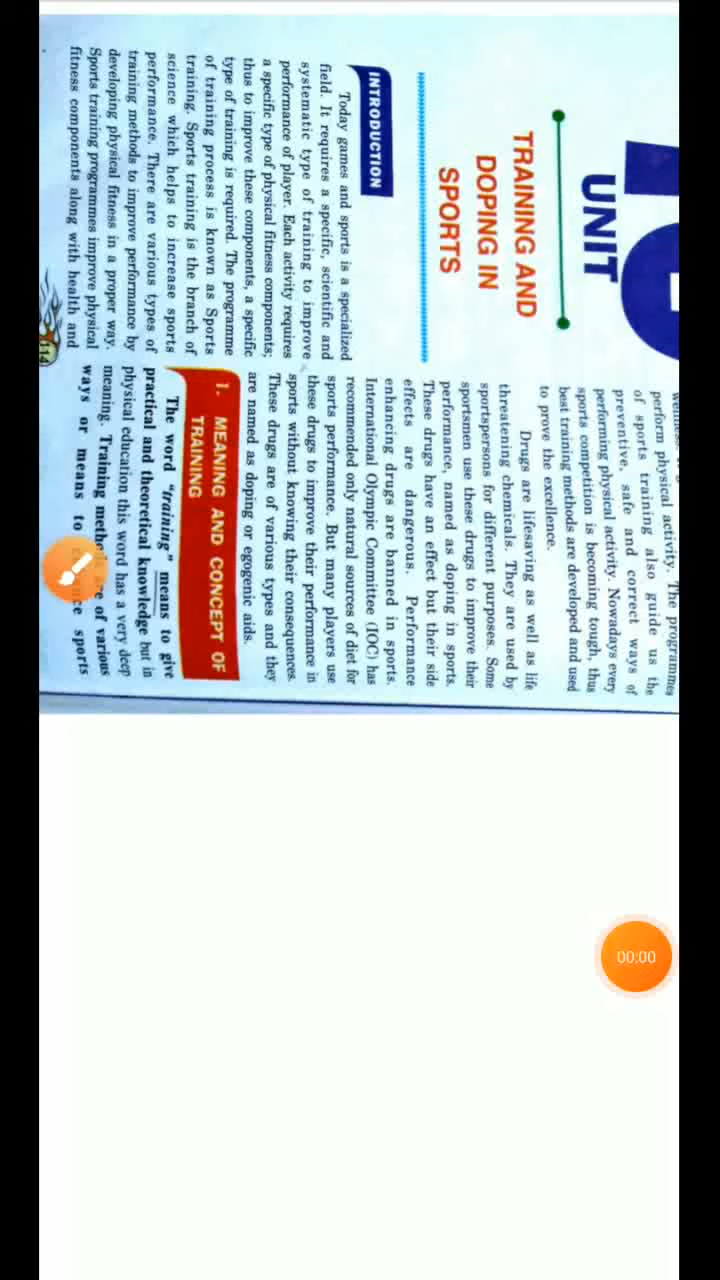 UNIT
TRAINING AND
DOPING IN
SPORTS
INTRODUCTION
Today games and sports is a specialized
field. It requires a specific, scientific and
systematic type of training to improve
performance of player. Each activity requires
a specific type of physical fitness components;
thus to improve these components, a specific
type of training is required. The programme
of training process is known as Sports
training. Sports training is the branch of
science which helps to increase sports
performance. There are various types of
training methods to improve performance by
developing physical fitness in a proper way.
Sports training programmes improve physical
fitness components along with health and
perform physical activity. The programmes
of sports training also guide us the
preventive, safe and correct ways of
performing physical activity. Nowadays every
sports competition is becoming tough, thus
best training methods are developed and used
to prove the excellence.
Drugs are lifesaving as well as life
threatening chemicals. They are used by
sportspersons for different purposes. Some
sportsmen use these drugs to improve their
performance, named as doping in sports.
These drugs have an effect but their side
effects are dangerous. Performance
enhancing drugs are banned in sports.
International Olympic Committee (IOC) has
recommended only natural sources of diet for
sports performance. But many players use
these drugs to improve their performance in
sports without knowing their consequences.
These drugs are of various types and they
are named as doping or egogenic aids.
1. MEANING AND CONCEPT OF
TRAINING
The word "training" means to give
practical and theoretical knowledge but in
physical education this word has a very deep
meaning. Training are of various
ways or means to sports
114
00:00